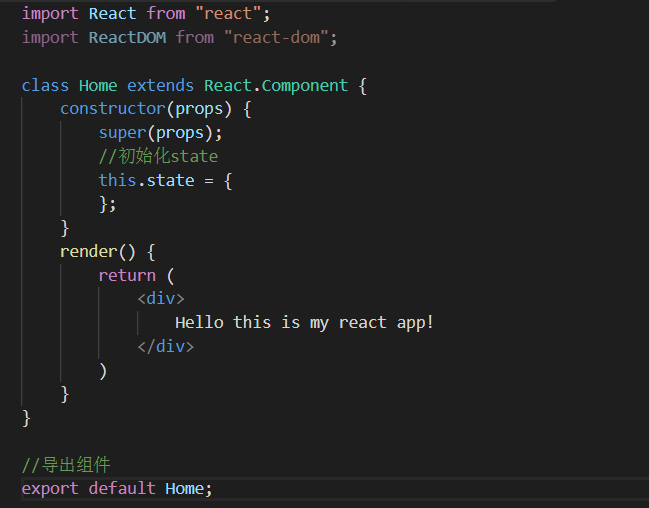 import React from "react";
import ReactDOM from "react-dom";
class Home extends React.Component {
constructor(props) {
super(props);
//初始化state
this.state = {
};
}
render() {
return (
<div>
Hello this is my react app!
</div>
)
}
}
//导出组件
export default Home;